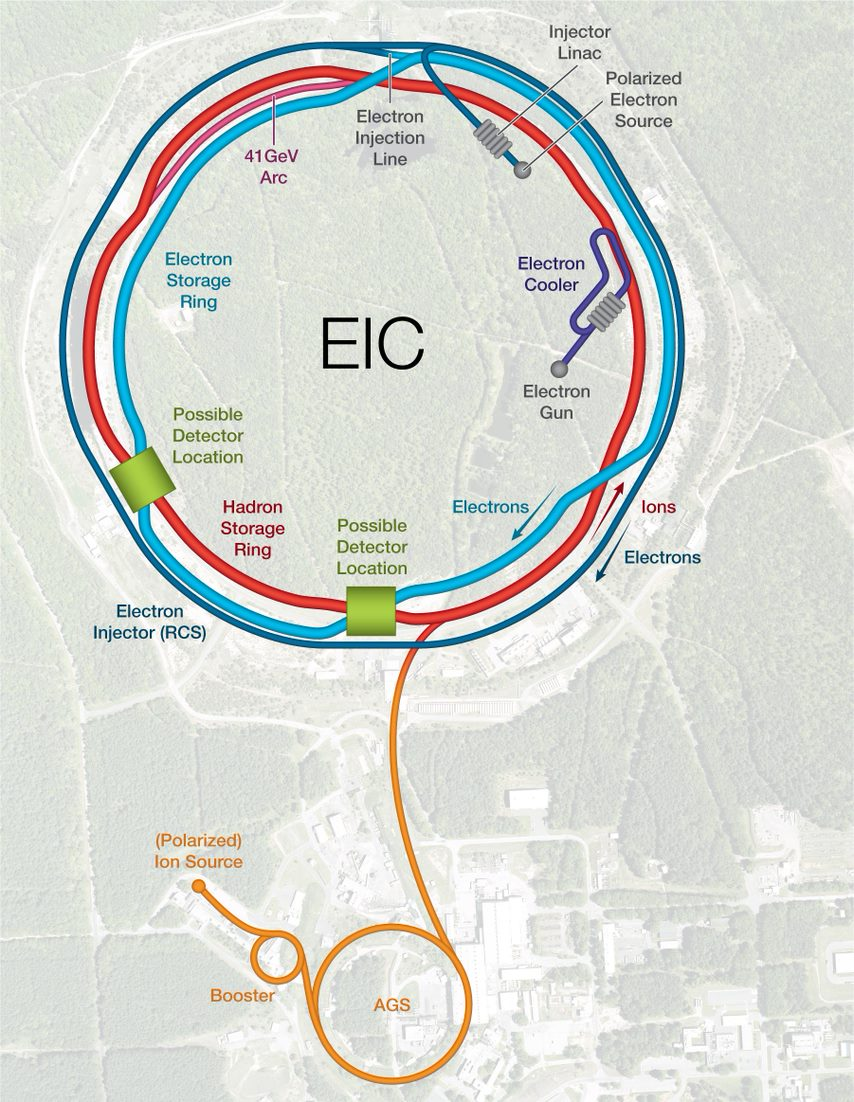 Injector
Linac
Polarized
Electron
Source
Electron
Injection
Line
41GeV
Arc
Electron
Storage
Ring
Electron
Cooler
EIC
Electron
Gun
Possible
Detector
Location
Hadron
Storage
Ring
Possible
Detector
Location
Electrons
Ions
Electrons
Electron
Injector (RCS)
(Polarized)
Ion Source
Booster
AGS